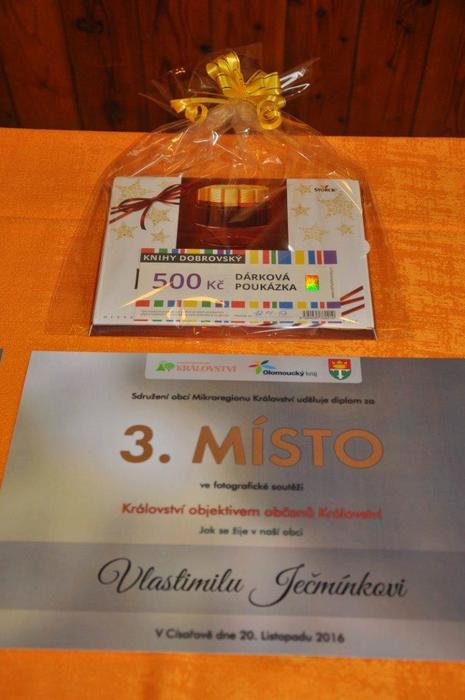 STORCK
KNIHY DOBROVSKÝ
500 Kč
DÁRKOVÁ
POUKÁZKA
KRÁLOVSTVÍ
Olomoucký kraj
Sdružení obcí Mikroregionu Království uděluje diplom za
3. MÍSTO
ve fotografické soutěži
Království objektivem občanů Království
Jak se žije v naší obci
Vlastimilu Ječmínkovi
V Císařově dne 20. Listopadu 2016